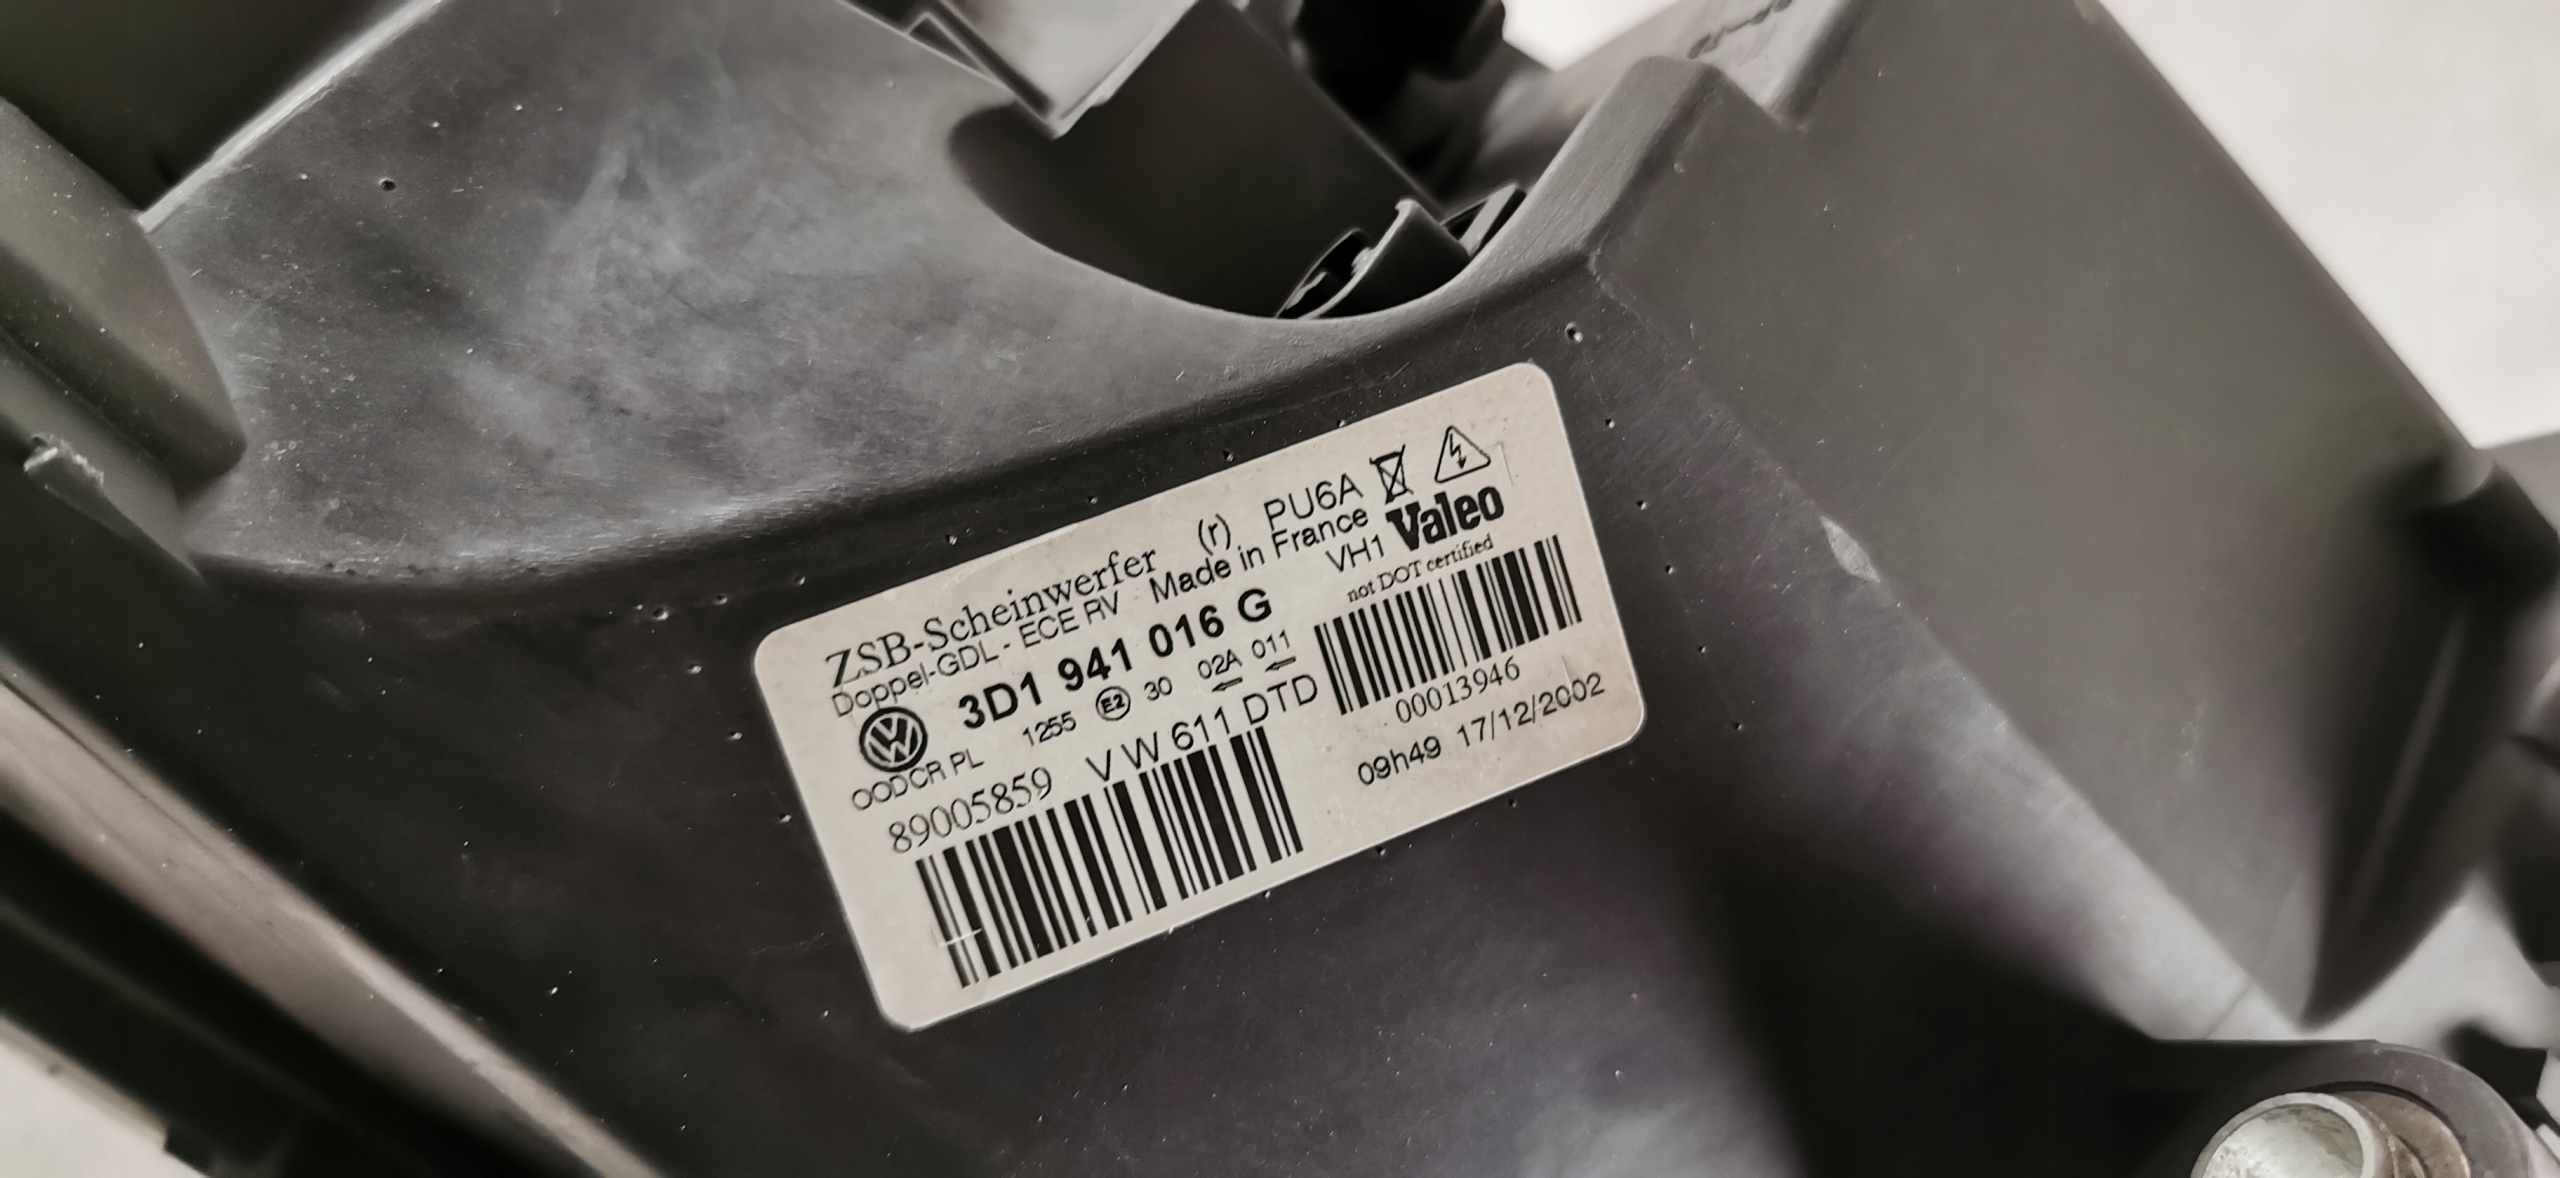 ZSB-Scheinwerfer (r) PU6A
Doppel-GDL - ECE RV Made in France
3D1 941 016 G VH1 Valeo
not DOT certified
OODCR PL 1255 E2 30 02A 011
89005859 VW 611 DTD
00013946
09h49 17/12/2002